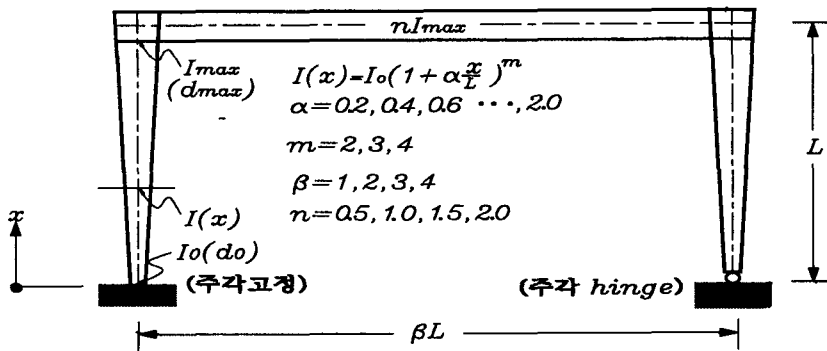 nImax
Imax
(dmax)
I(x)=Io(1+α x/L)^m
α=0.2, 0.4, 0.6 ···, 2.0
m=2, 3, 4
β=1, 2, 3, 4
n=0.5, 1.0, 1.5, 2.0
L
x
I(x)
Io(do)
(주각고정)
(주각 hinge)
βL